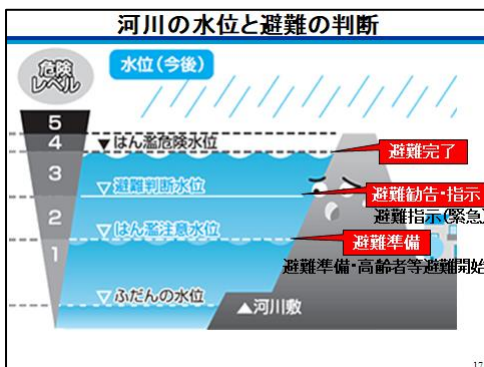 河川の水位と避難の判断
危険
レベル
水位(今後)
5
4
3
2
1
▼はん濫危険水位
▽避難判断水位
▽はん濫注意水位
▽ふだんの水位
▲河川敷
避難完了
避難勧告・指示
避難指示(緊急)
避難準備
避難準備・高齢者等避難開始
17